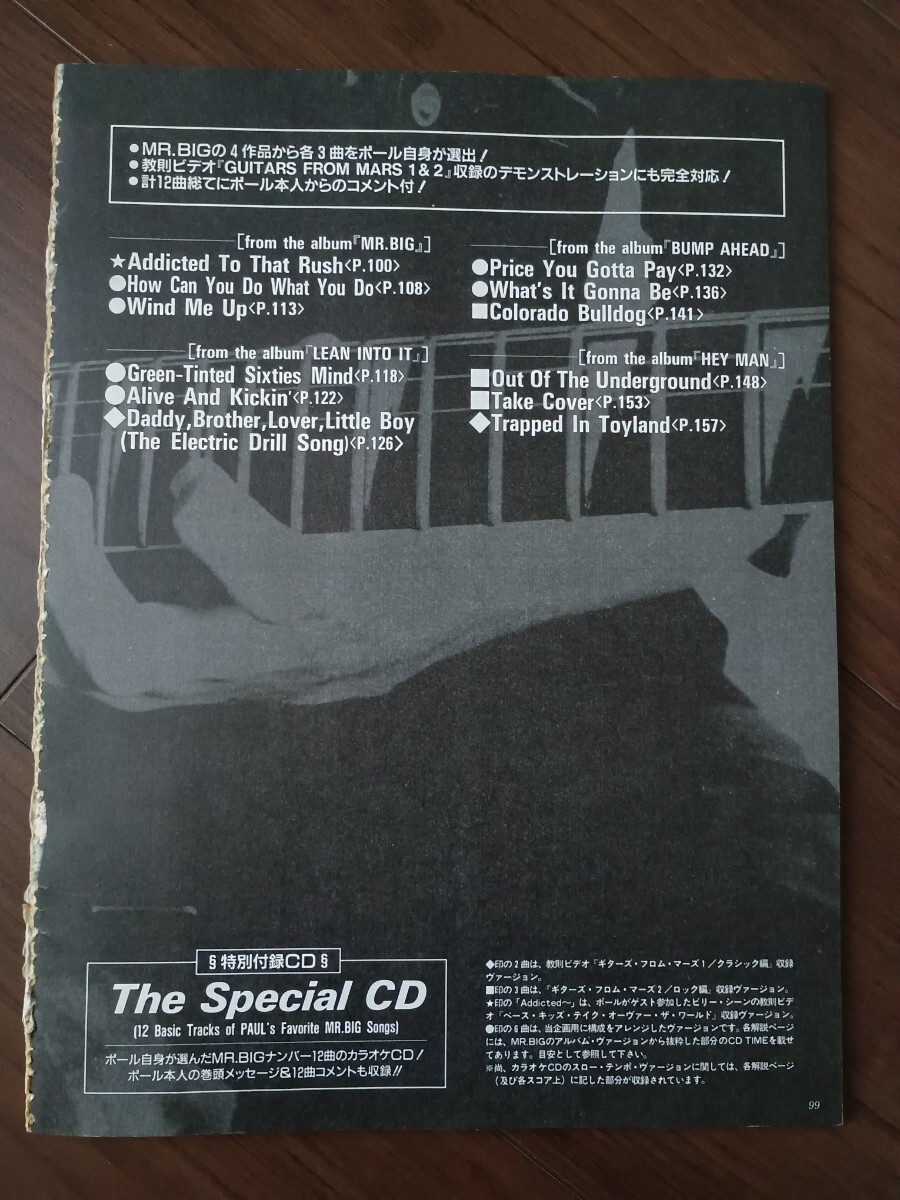 ●MR.BIGの4作品から各3曲をポール自身が選出！
●教則ビデオ『GUITARS FROM MARS 1&2』収録のデモンストレーションにも完全対応！
●計12曲総てにポール本人からのコメント付！
[from the album『MR.BIG』]
★Addicted To That Rush〈P.100〉
●How Can You Do What You Do〈P.108〉
●Wind Me Up〈P.113〉
[from the album『LEAN INTO IT』]
●Green-Tinted Sixties Mind〈P.118〉
●Alive And Kickin'〈P.122〉
◆Daddy,Brother,Lover,Little Boy
(The Electric Drill Song)〈P.126〉
[from the album『BUMP AHEAD』]
●Price You Gotta Pay〈P.132〉
●What's It Gonna Be〈P.136〉
■Colorado Bulldog〈P.141〉
[from the album『HEY MAN』]
■Out Of The Underground〈P.148〉
■Take Cover〈P.153〉
◆Trapped In Toyland〈P.157〉
§特別付録CD§
The Special CD
(12 Basic Tracks of PAUL's Favorite MR.BIG Songs)
ポール自身が選んだMR.BIGナンバー12曲のカラオケCD！
ポール本人の巻頭メッセージ&12曲コメントも収録!!
◆印の2曲は、教則ビデオ『ギターズ・フロム・マーズ1／クラシック編』収録
ヴァージョン。
■印の3曲は、『ギターズ・フロム・マーズ2／ロック編』収録ヴァージョン。
★印の「Addicted〜」は、ポールがゲスト参加したビリー・シーンの教則ビデ
オ『ベース・キッズ・テイク・オーヴァー・ザ・ワールド』収録ヴァージョン。
●印の6曲は、当企画用に構成をアレンジしたヴァージョンです。各解説ページ
には、MR.BIGのアルバム・ヴァージョンから抜粋した部分のCD TIMEを載せ
てあります。目安として参照して下さい。
※尚、カラオケCDのスロー・テンポ・ヴァージョンに関しては、各解説ページ
（及び各スコア上）に記した部分が収録されています。
99